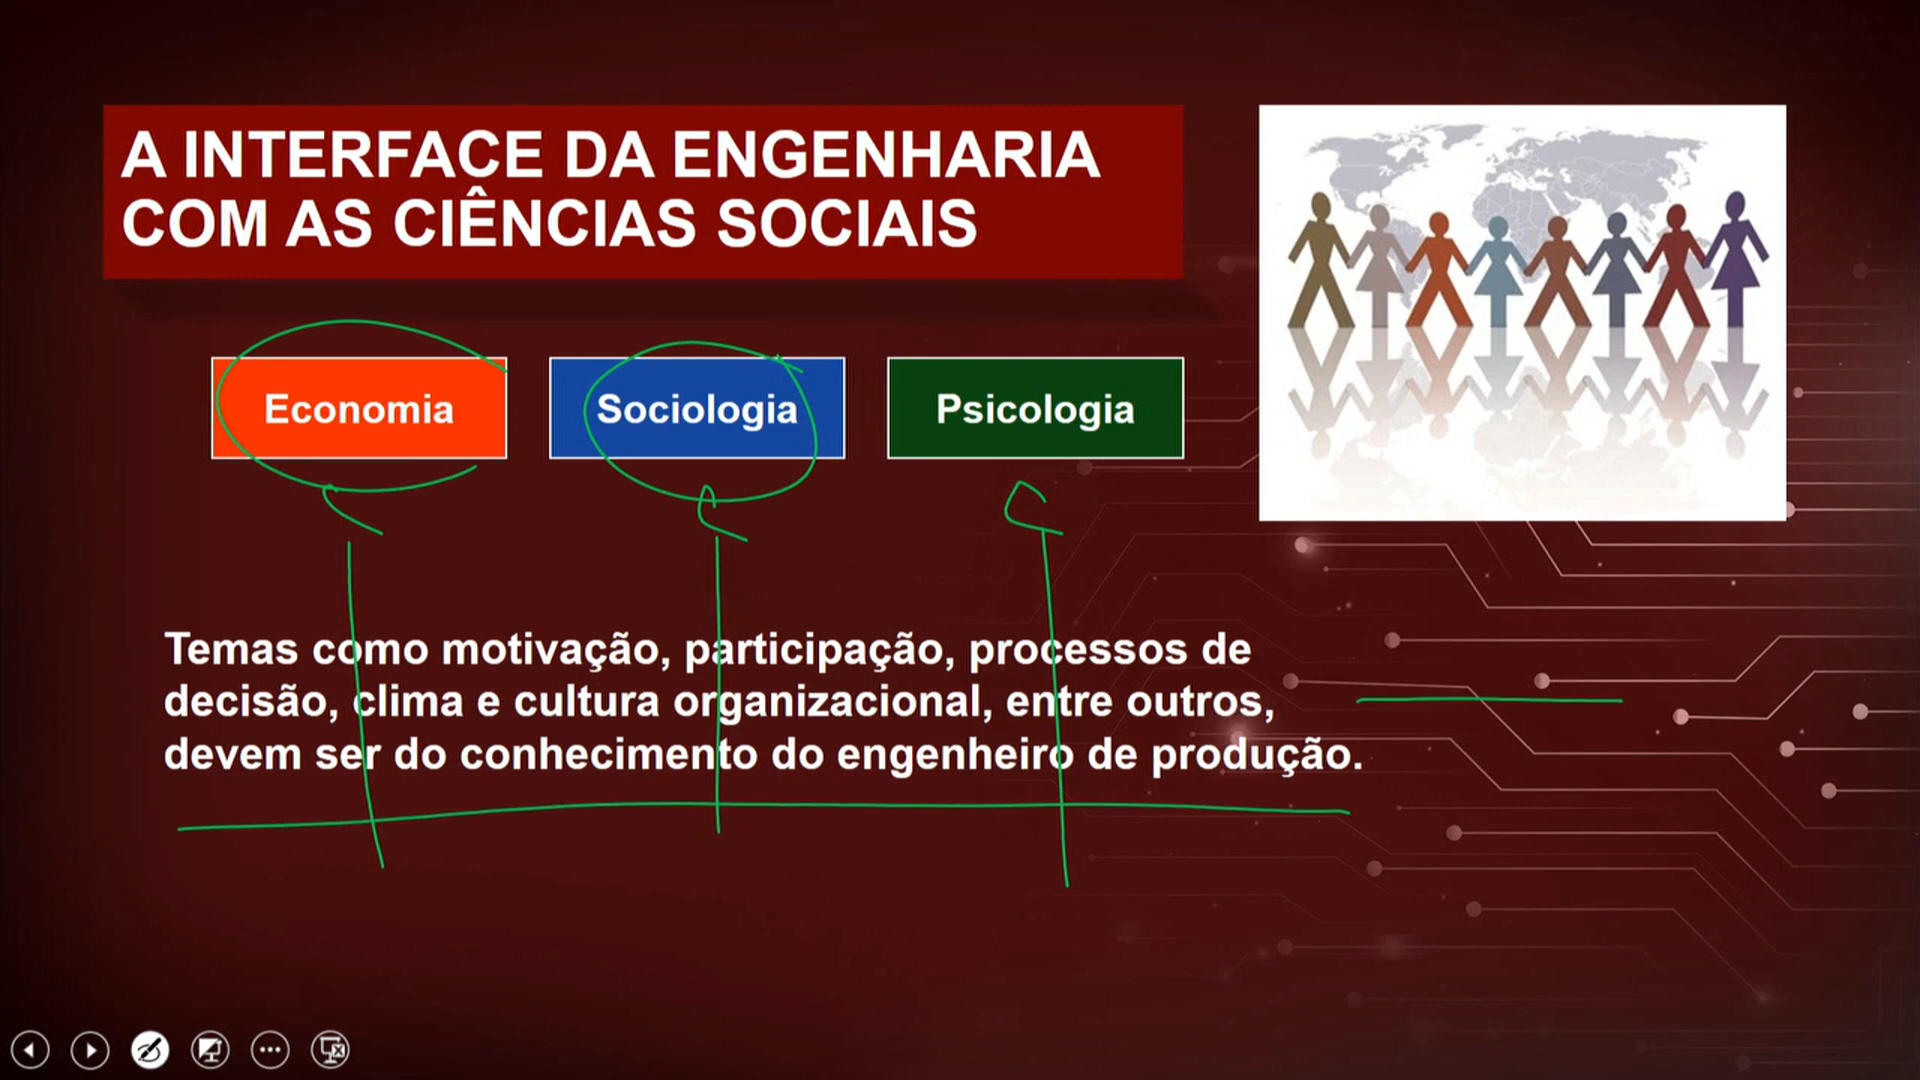 A INTERFACE DA ENGENHARIA
COM AS CIÊNCIAS SOCIAIS
Economia
Sociologia
Psicologia
Temas como motivação, participação, processos de
decisão, clima e cultura organizacional, entre outros,
devem ser do conhecimento do engenheiro de produção.